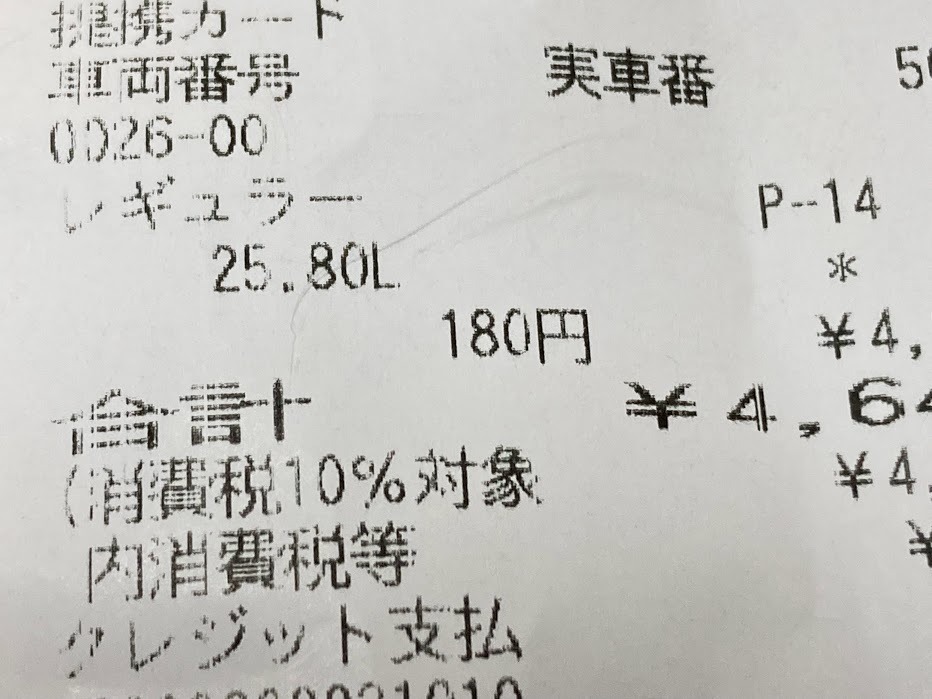 提携カード
車両番号 実車番 50
0026-00
レギュラー P-14
25.80L *
180円 ¥4,
合計 ¥4,64
(消費税10%対象 ¥4,
内消費税等 ¥
クレジット支払